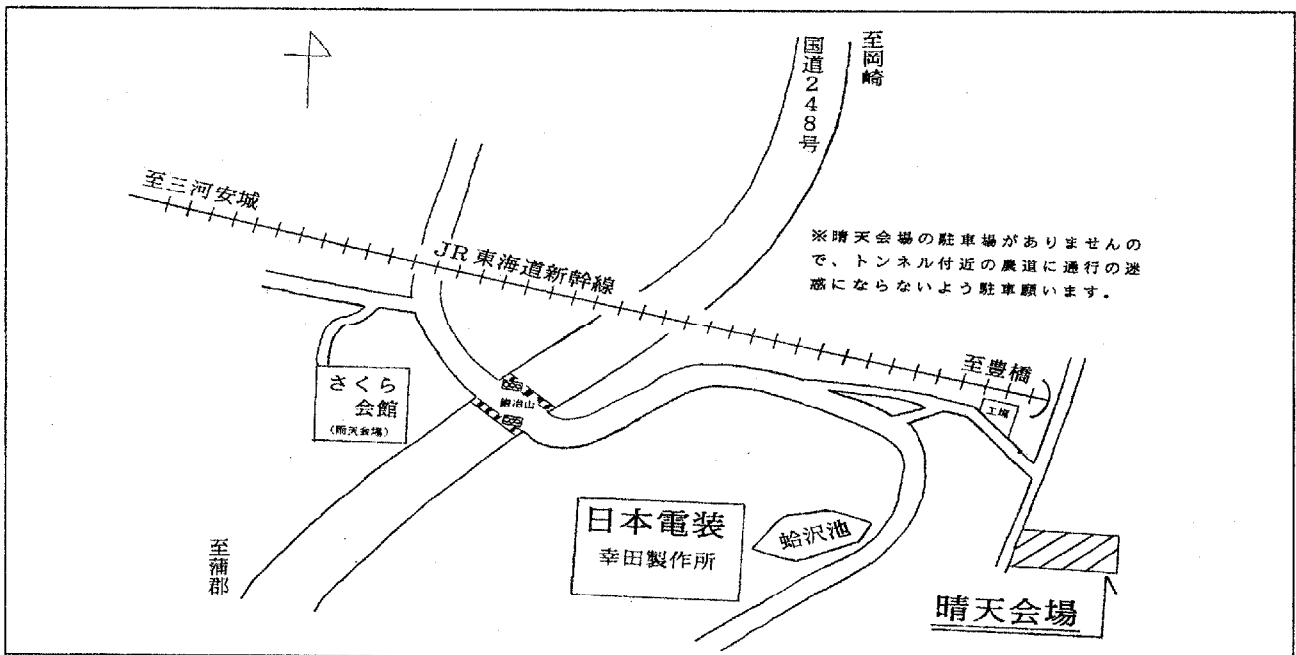 至岡崎
国道248号
至三河安城
JR東海道新幹線
※晴天会場の駐車場がありませんの
で、トンネル付近の農道に通行の迷
惑にならないよう駐車願います。
至豊橋
さくら
会館
(雨天会場)
鍛冶山
工場
日本電装
幸田製作所
蛤沢池
至蒲郡
晴天会場